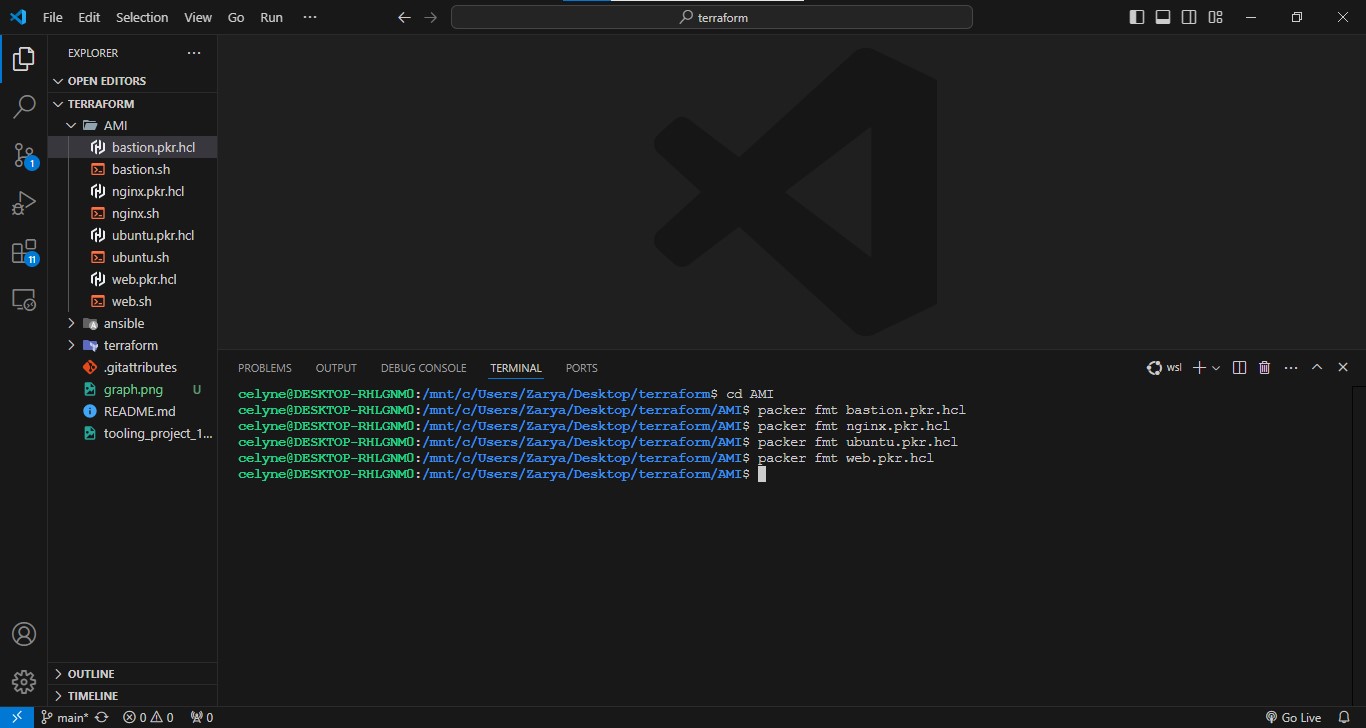 File Edit Selection View Go Run ···
terraform
EXPLORER ···
OPEN EDITORS
TERRAFORM
AMI
bastion.pkr.hcl
bastion.sh
nginx.pkr.hcl
nginx.sh
ubuntu.pkr.hcl
ubuntu.sh
web.pkr.hcl
web.sh
ansible
terraform
.gitattributes
graph.png U
README.md
tooling_project_1...
OUTLINE
TIMELINE
1
11
PROBLEMS OUTPUT DEBUG CONSOLE TERMINAL PORTS
wsl
celyne@DESKTOP-RHLGNM0:/mnt/c/Users/Zarya/Desktop/terraform$ cd AMI
celyne@DESKTOP-RHLGNM0:/mnt/c/Users/Zarya/Desktop/terraform/AMI$ packer fmt bastion.pkr.hcl
celyne@DESKTOP-RHLGNM0:/mnt/c/Users/Zarya/Desktop/terraform/AMI$ packer fmt nginx.pkr.hcl
celyne@DESKTOP-RHLGNM0:/mnt/c/Users/Zarya/Desktop/terraform/AMI$ packer fmt ubuntu.pkr.hcl
celyne@DESKTOP-RHLGNM0:/mnt/c/Users/Zarya/Desktop/terraform/AMI$ packer fmt web.pkr.hcl
celyne@DESKTOP-RHLGNM0:/mnt/c/Users/Zarya/Desktop/terraform/AMI$
main* 0 0 0 Go Live